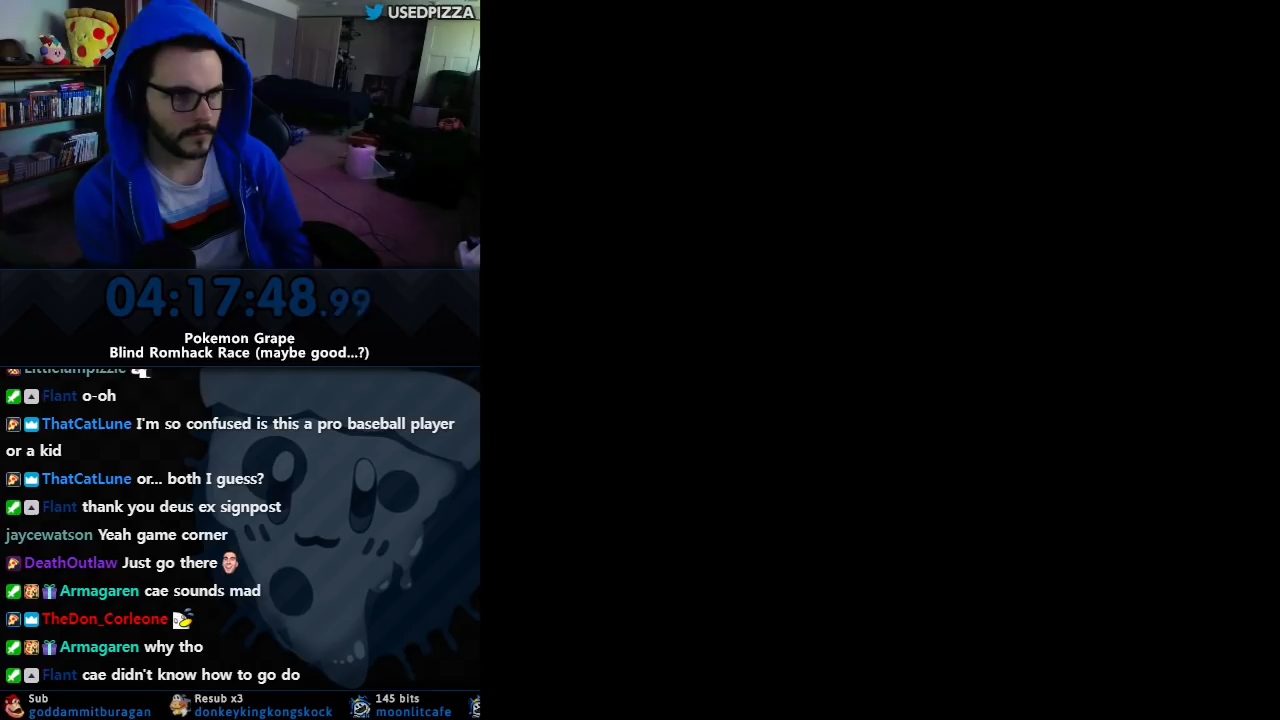 USEDPIZZA
04:17:48.99
Pokemon Grape
Blind Romhack Race (maybe good...?)
Flant o-oh
ThatCatLune I'm so confused is this a pro baseball player
or a kid
ThatCatLune or... both I guess?
Flant thank you deus ex signpost
jaycewatson Yeah game corner
DeathOutlaw Just go there
Armagaren cae sounds mad
TheDon_Corleone
Armagaren why tho
Flant cae didn't know how to go do
Sub
goddammitburagan
Resub x3
donkeykingkongskock
145 bits
moonlitcafe